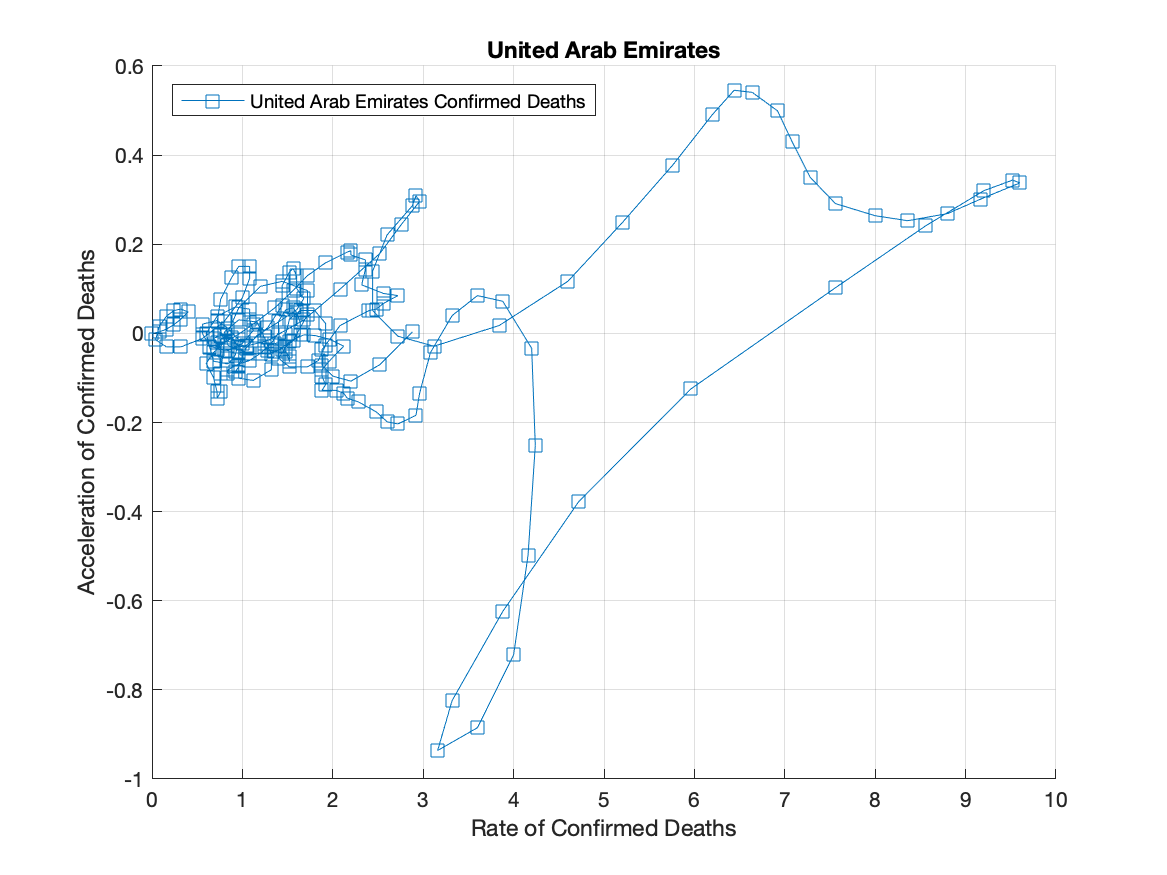 United Arab Emirates
United Arab Emirates Confirmed Deaths
Acceleration of Confirmed Deaths
0.6
0.4
0.2
0
-0.2
-0.4
-0.6
-0.8
-1
0 1 2 3 4 5 6 7 8 9 10
Rate of Confirmed Deaths